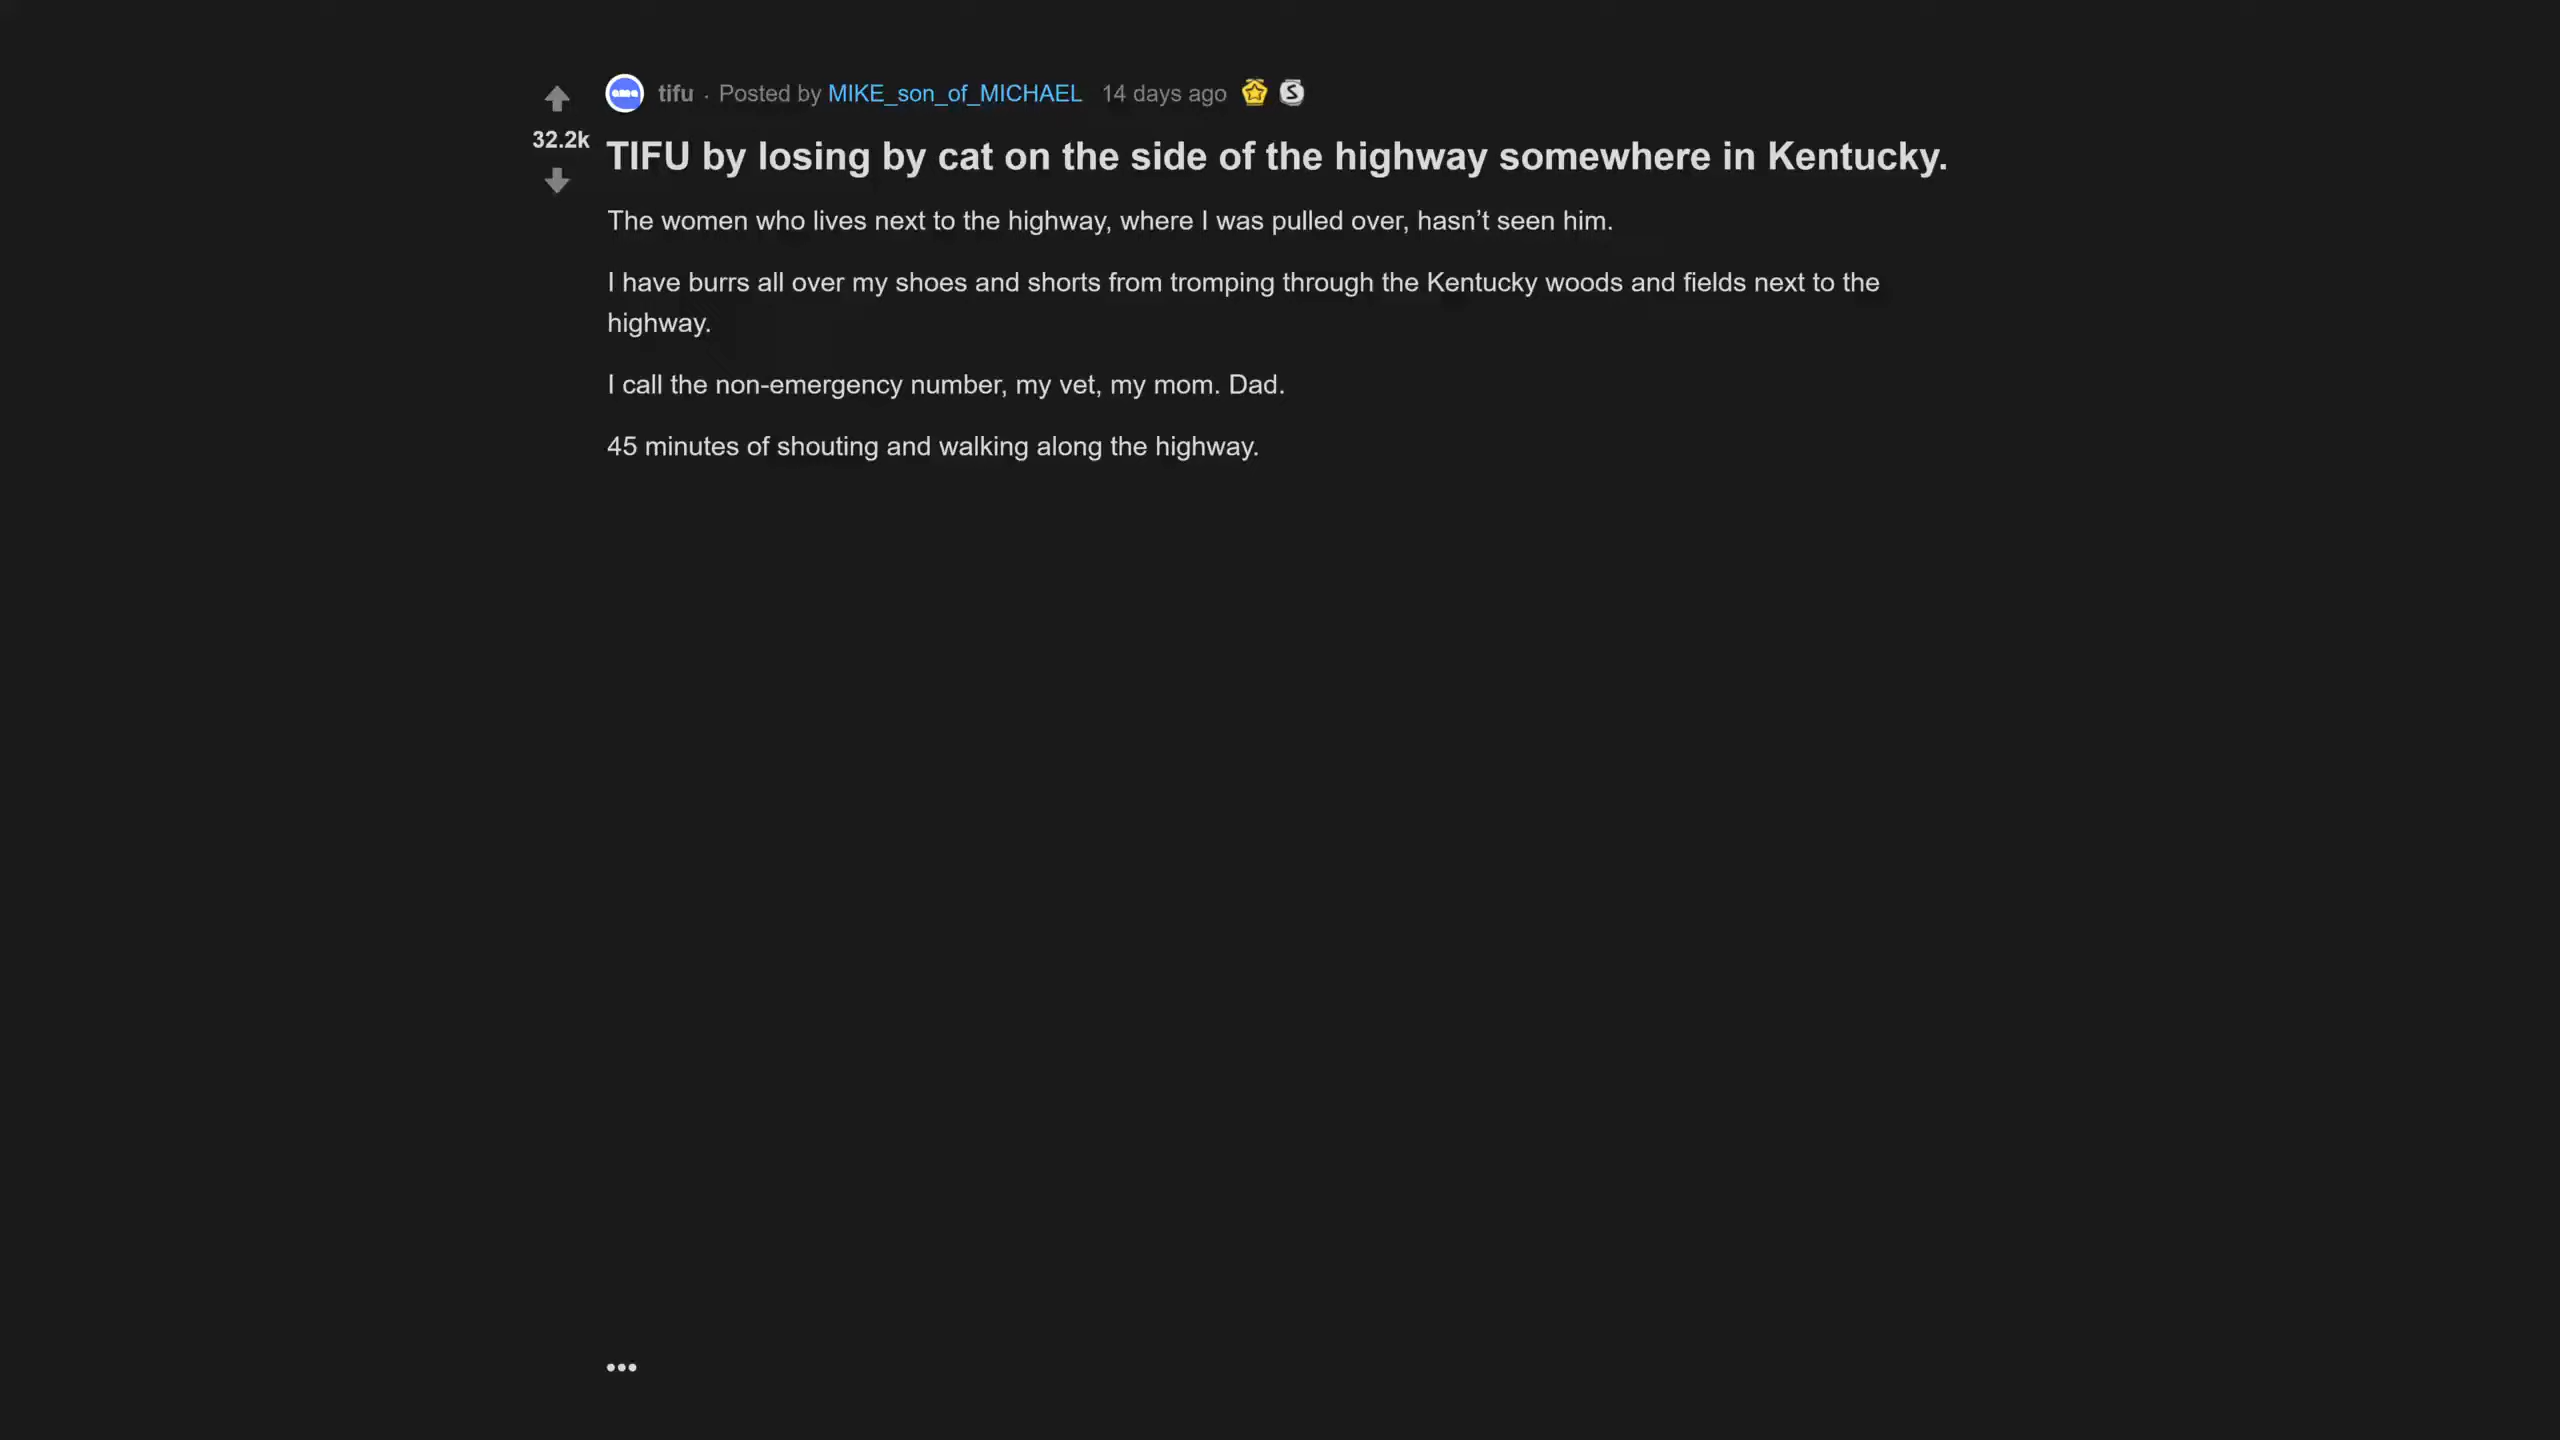 tifu · Posted by MIKE_son_of_MICHAEL 14 days ago
32.2k
TIFU by losing by cat on the side of the highway somewhere in Kentucky.
The women who lives next to the highway, where I was pulled over, hasn’t seen him.
I have burrs all over my shoes and shorts from tromping through the Kentucky woods and fields next to the
highway.
I call the non-emergency number, my vet, my mom. Dad.
45 minutes of shouting and walking along the highway.